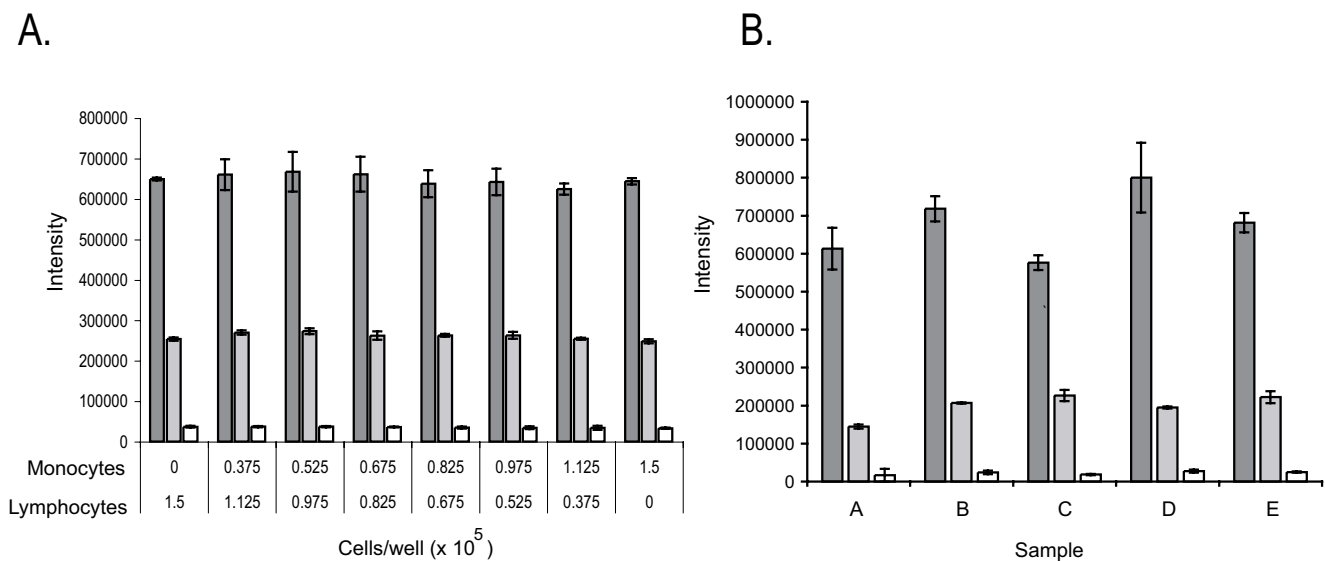 A.
B.
800000
700000
600000
500000
400000
300000
200000
100000
0
Intensity
Monocytes 0 0.375 0.525 0.675 0.825 0.975 1.125 1.5
Lymphocytes 1.5 1.125 0.975 0.825 0.675 0.525 0.375 0
Cells/well (x 10^5)
1000000
900000
800000
700000
600000
500000
400000
300000
200000
100000
0
Intensity
A B C D E
Sample